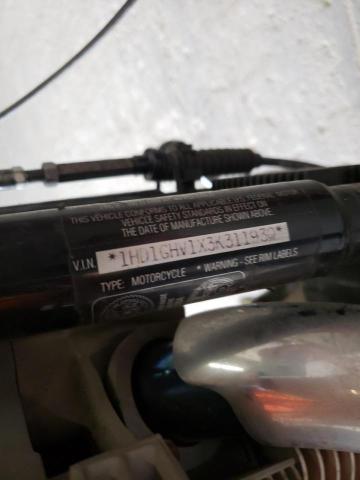 THIS VEHICLE CONFORMS TO ALL APPLICABLE U.S. FEDERAL MOTOR
VEHICLE SAFETY STANDARDS IN EFFECT ON
THE DATE OF MANUFACTURE SHOWN ABOVE.
V.I.N. *1HD1GHV1X3K311939*
TYPE: MOTORCYCLE * WARNING - SEE RIM LABELS